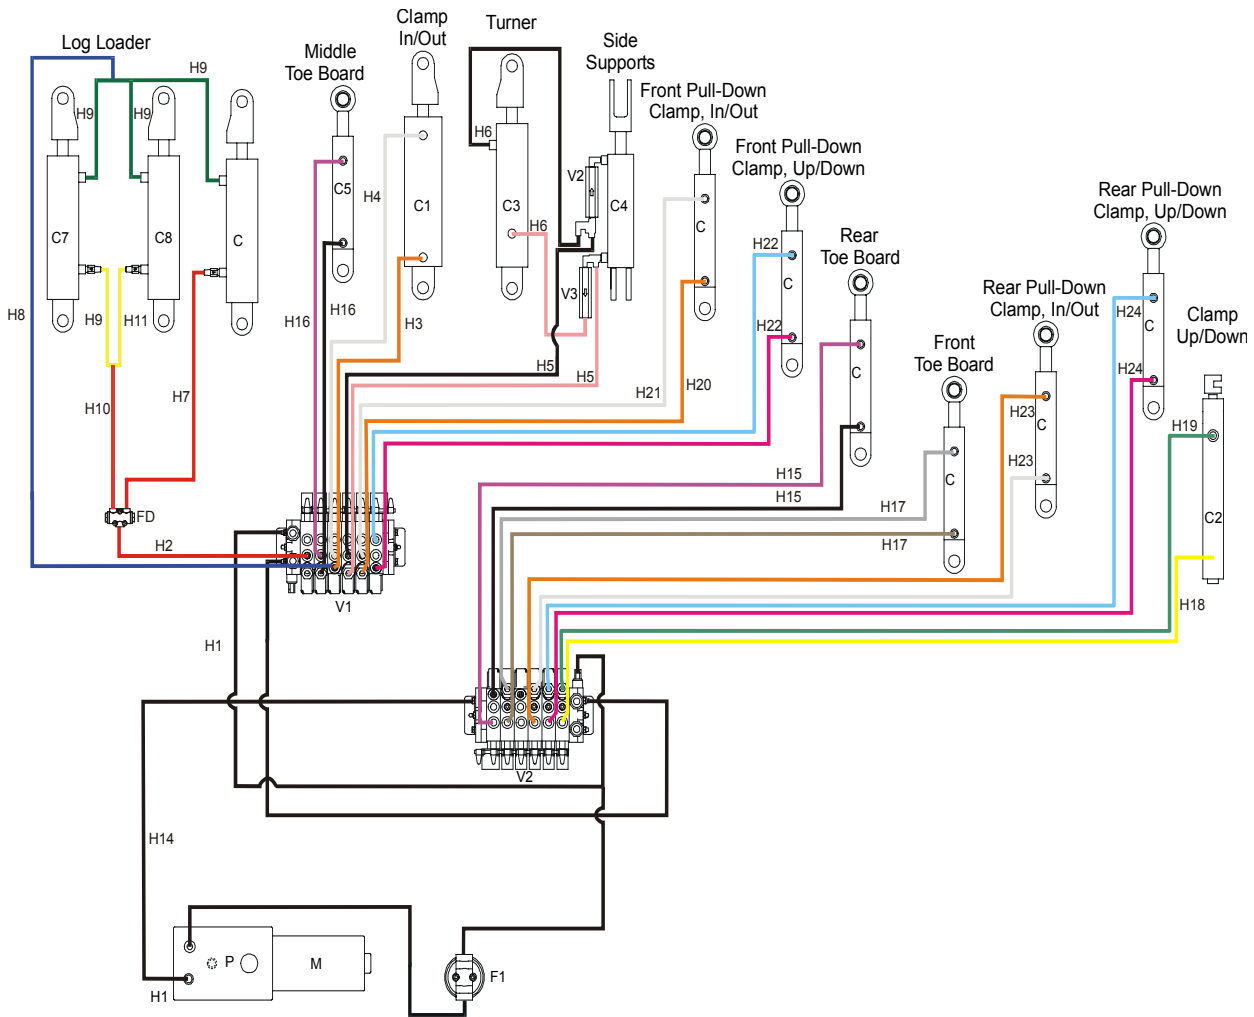 Log Loader
Middle
Toe Board
Clamp
In/Out
Turner
Side
Supports
Front Pull-Down
Clamp, In/Out
Front Pull-Down
Clamp, Up/Down
Rear
Toe Board
Front
Toe Board
Rear Pull-Down
Clamp, In/Out
Rear Pull-Down
Clamp, Up/Down
Clamp
Up/Down
H9
H9
H9
H6
V2
C7
C8
C
C5
H4
C1
C3
H6
C4
C
C
C
C
C
C
C2
V3
H8
H9
H11
H16
H16
H3
H5
H5
H21
H20
H22
H22
H10
H7
H15
H15
H17
H17
H23
H23
H24
H24
H19
H18
FD
H2
V1
H1
V2
H14
P
M
F1
H1